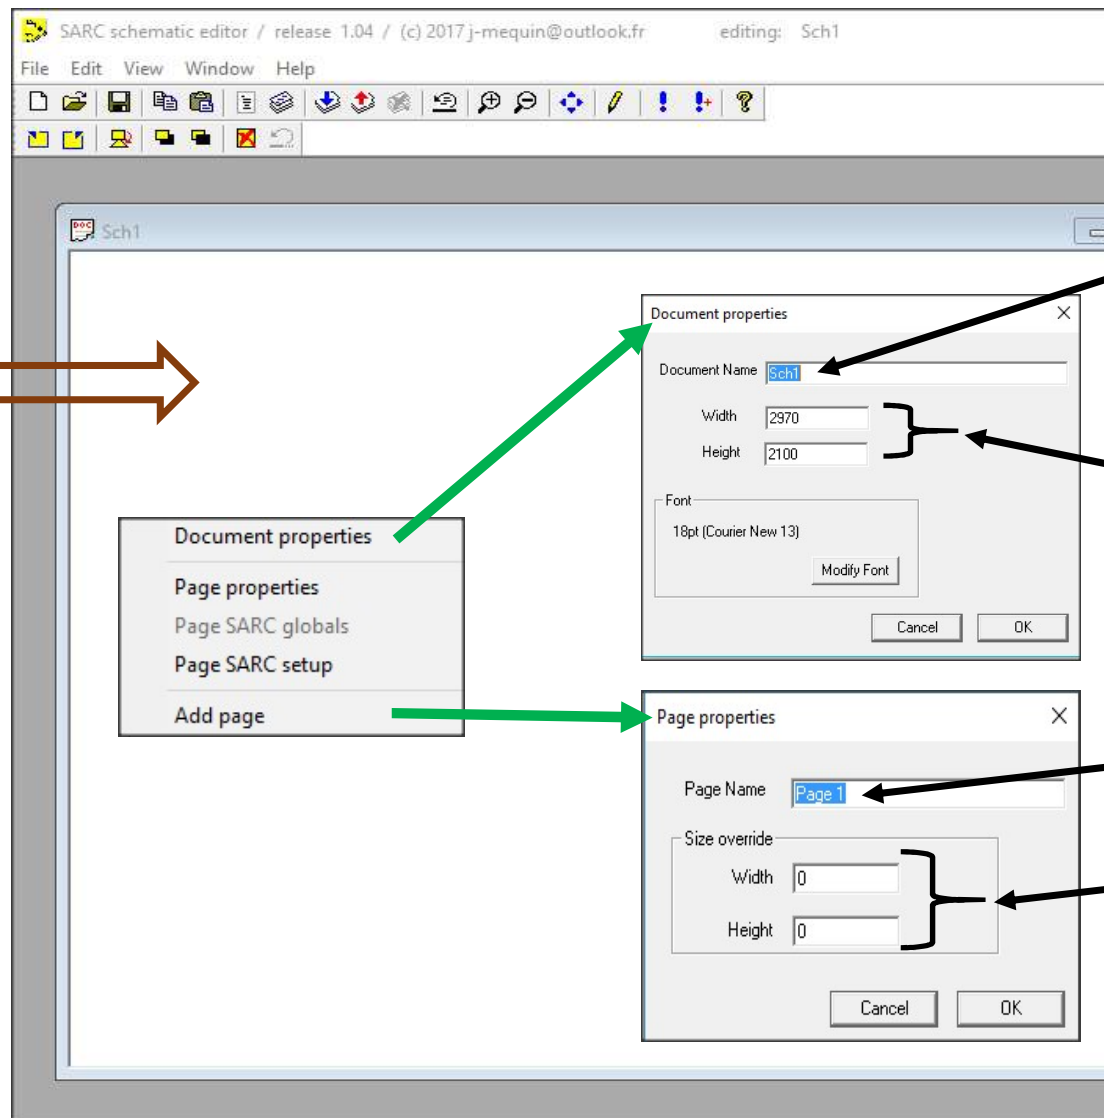 SARC schematic editor / release 1.04 / (c) 2017 j-mequin@outlook.fr editing: Sch1
File Edit View Window Help
DOC Sch1
Document properties
Page properties
Page SARC globals
Page SARC setup
Add page
Document properties
Document Name Sch1
Width 2970
Height 2100
Font
18pt (Courier New 13)
Modify Font
Cancel OK
Page properties
Page Name Page 1
Size override
Width 0
Height 0
Cancel OK